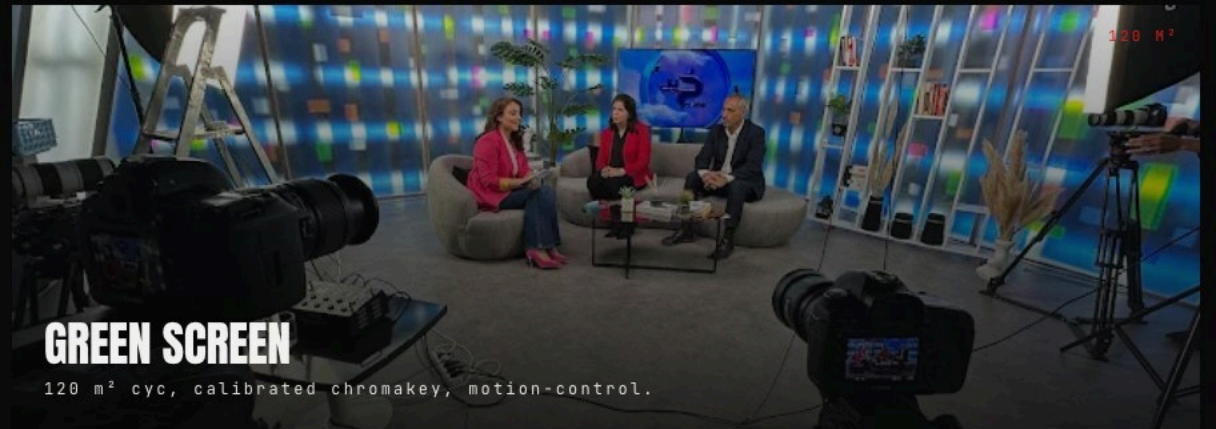 120 M²
GREEN SCREEN
120 m² cyc, calibrated chromakey, motion-control.